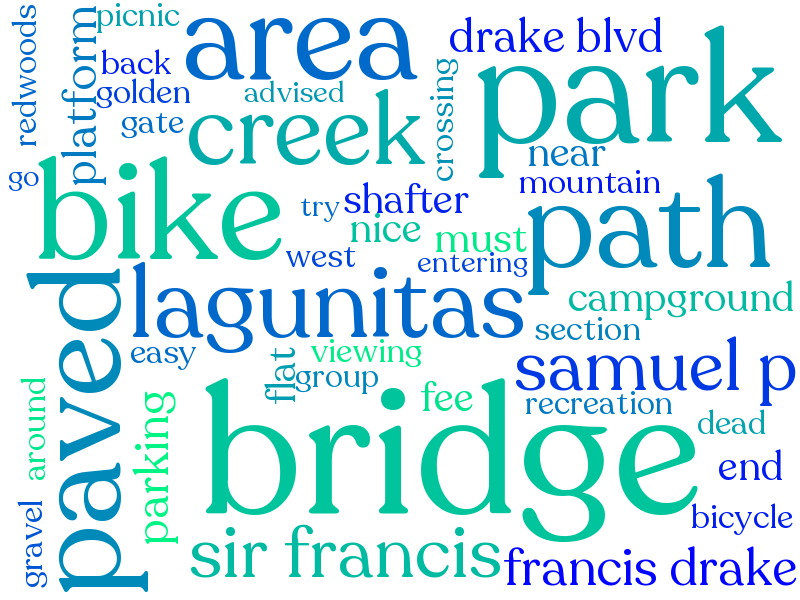 redwoods
picnic
area
drake blvd
platform
back
golden
advised
crossing
park
gate
creek
near
go
bike
try
shafter
mountain
nice
must
path
west
entering
paved
lagunitas
campground
section
easy
viewing
samuel p
flat
group
fee
recreation
around
parking
bridge
dead
end
gravel
bicycle
sir francis
francis drake